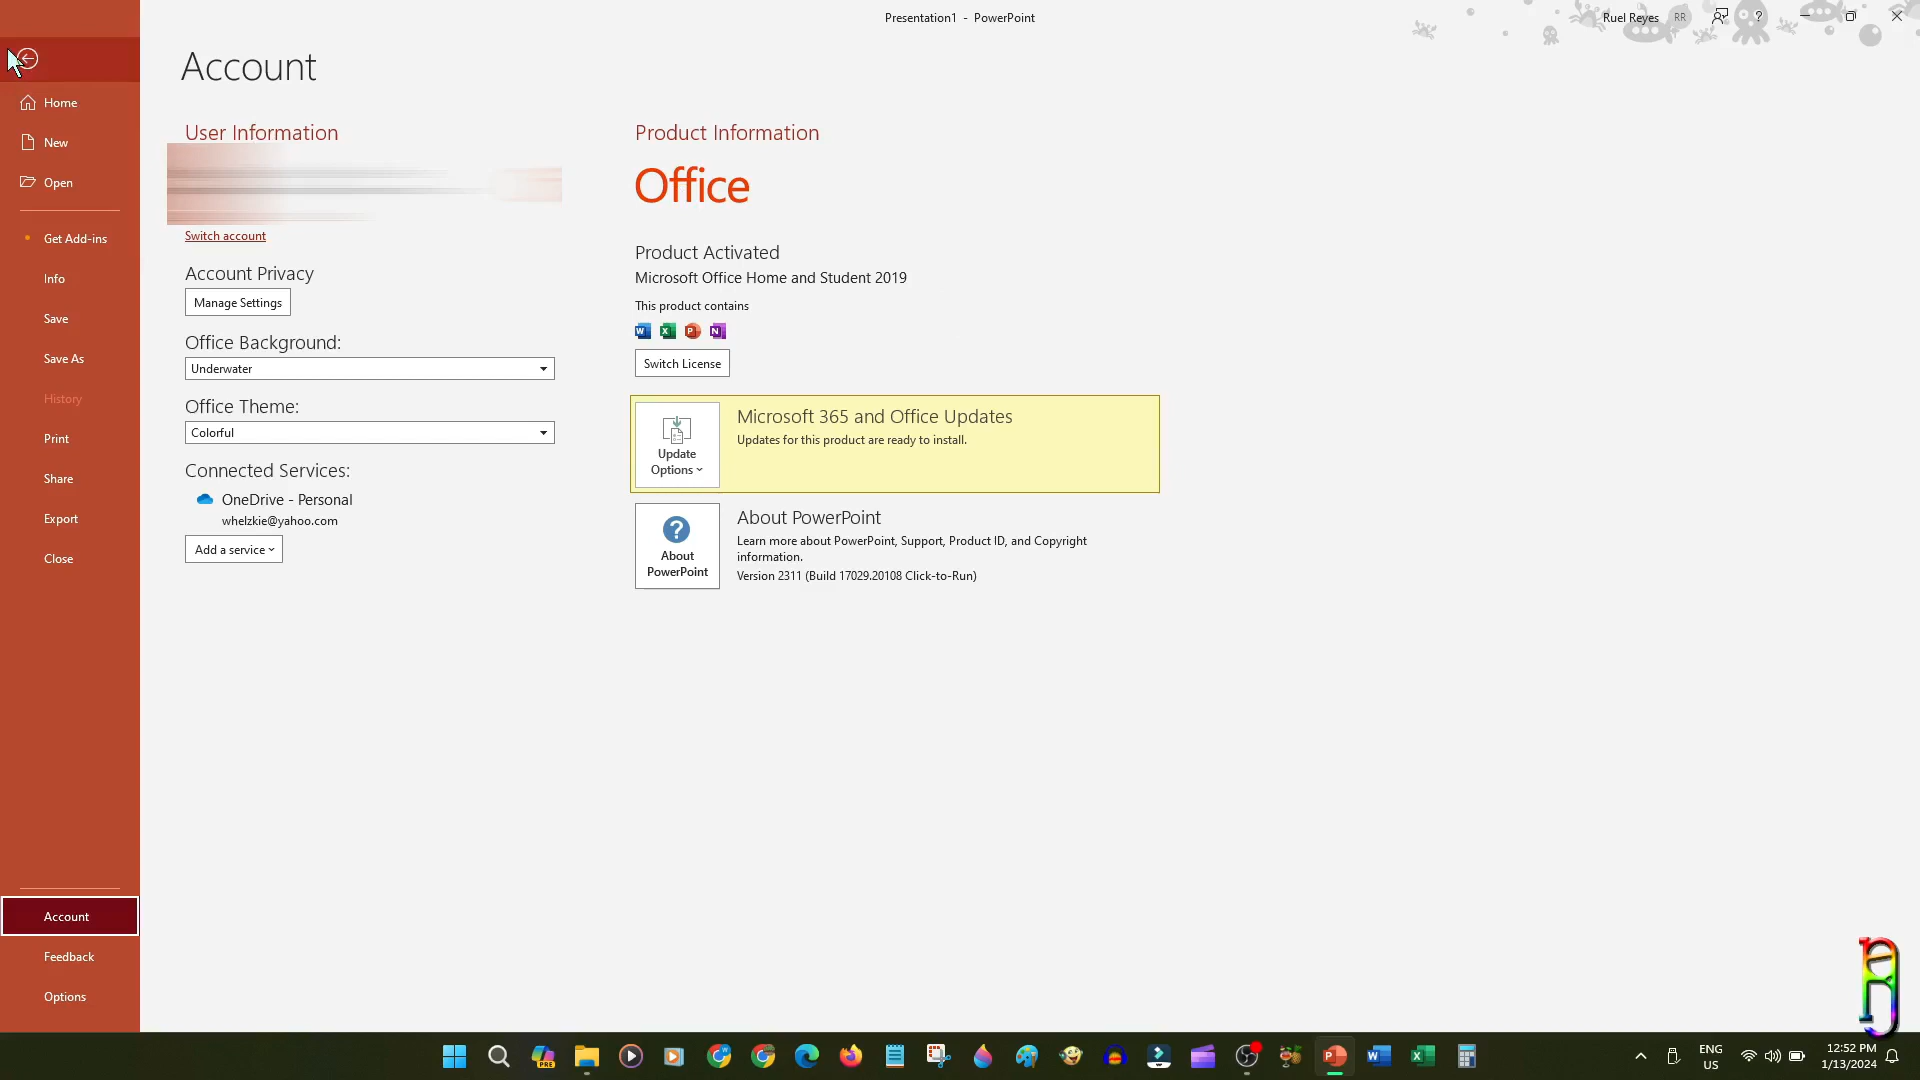 Presentation1 - PowerPoint
Ruel Reyes
RR
?
Account
Home
New
Open
Get Add-ins
Info
Save
Save As
History
Print
Share
Export
Close
Account
Feedback
Options
User Information
Switch account
Account Privacy
Manage Settings
Office Background:
Underwater
Office Theme:
Colorful
Connected Services:
OneDrive - Personal
whelzkie@yahoo.com
Add a service
Product Information
Office
Product Activated
Microsoft Office Home and Student 2019
This product contains
W X P N
Switch License
Update
Options
Microsoft 365 and Office Updates
Updates for this product are ready to install.
?
About
PowerPoint
About PowerPoint
Learn more about PowerPoint, Support, Product ID, and Copyright
information.
Version 2311 (Build 17029.20108 Click-to-Run)
PRE
P
W
X
ENG
US
12:52 PM
1/13/2024